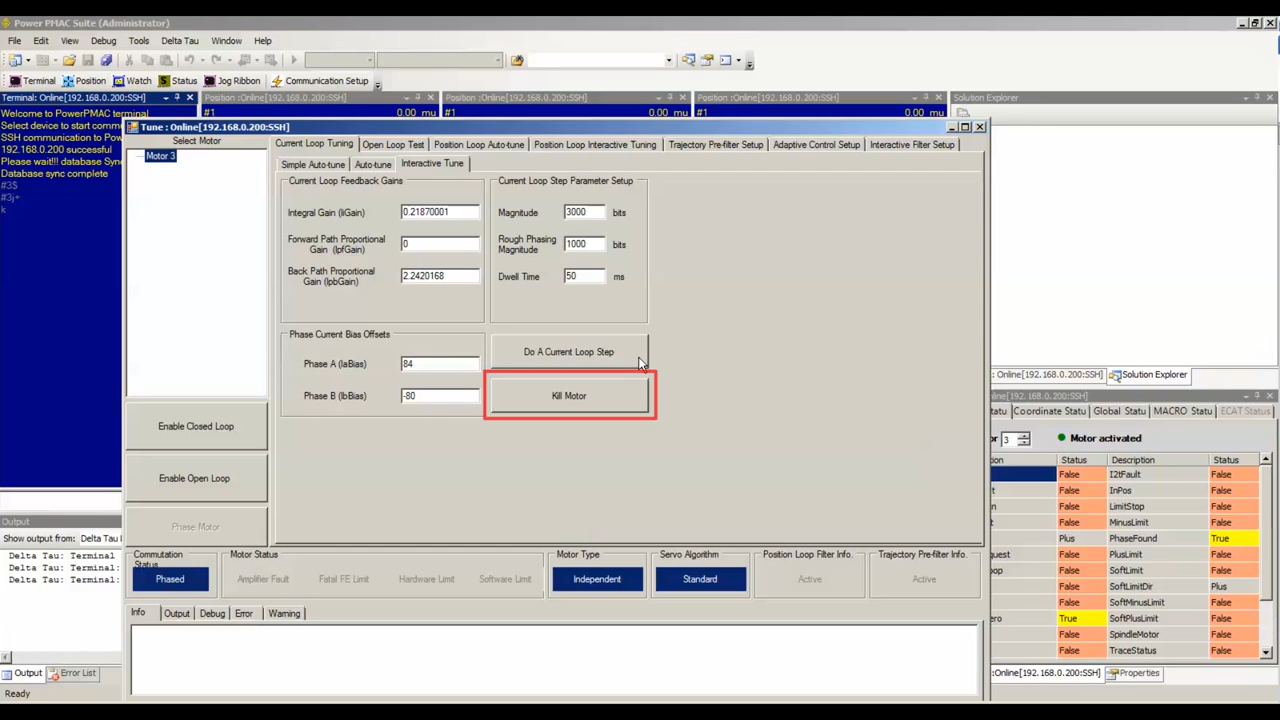 Power PMAC Suite (Administrator)
File Edit View Debug Tools Delta Tau Window Help
Terminal Position Watch Status Jog Ribbon Communication Setup
Terminal: Online[192.168.0.200:SSH]
Position :Online[192.168.0.200:SSH]
Position :Online[192.168.0.200:SSH]
Position :Online[192.168.0.200:SSH]
Solution Explorer
#1 0.00 mu
#1 0.00 mu
#1 0.00 mu
Welcome to PowerPMAC terminal
Select device to start comm
SSH communication to Power
192.168.0.200 successful
Please wait!!! database Sync
Database sync complete
#3$
#3j+
k
Tune : Online[192.168.0.200:SSH]
Select Motor
Motor 3
Current Loop Tuning Open Loop Test Position Loop Auto-tune Position Loop Interactive Tuning Trajectory Pre-filter Setup Adaptive Control Setup Interactive Filter Setup
Simple Auto-tune Auto-tune Interactive Tune
Current Loop Feedback Gains
Integral Gain (IiGain) 0.21870001
Forward Path Proportional
Gain (IpfGain) 0
Back Path Proportional
Gain (IpbGain) 2.2420168
Current Loop Step Parameter Setup
Magnitude 3000 bits
Rough Phasing
Magnitude 1000 bits
Dwell Time 50 ms
Phase Current Bias Offsets
Phase A (IaBias) 84
Phase B (IbBias) -80
Do A Current Loop Step
Kill Motor
Enable Closed Loop
Enable Open Loop
Phase Motor
Commutation
Status
Phased
Motor Status
Amplifier Fault Fatal FE Limit Hardware Limit Software Limit
Motor Type
Independent
Servo Algorithm
Standard
Position Loop Filter Info.
Active
Trajectory Pre-filter Info.
Active
Info Output Debug Error Warning
Output
Show output from: Delta Tau
Delta Tau: Terminal
Delta Tau: Terminal
Delta Tau: Terminal
Output Error List
Ready
:Online[192.168.0.200:SSH] Solution Explorer
:Online[192.168.0.200:SSH]
Coordinate Statu Global Statu MACRO Statu ECAT Status
3 Motor activated
Status Description Status
False I2tFault False
False InPos False
False LimitStop False
False MinusLimit False
Plus PhaseFound True
False PlusLimit False
False SoftLimit False
False SoftLimitDir Plus
False SoftMinusLimit False
True SoftPlusLimit False
False SpindleMotor False
False TraceStatus False
:Online[192.168.0.200:SSH] Properties